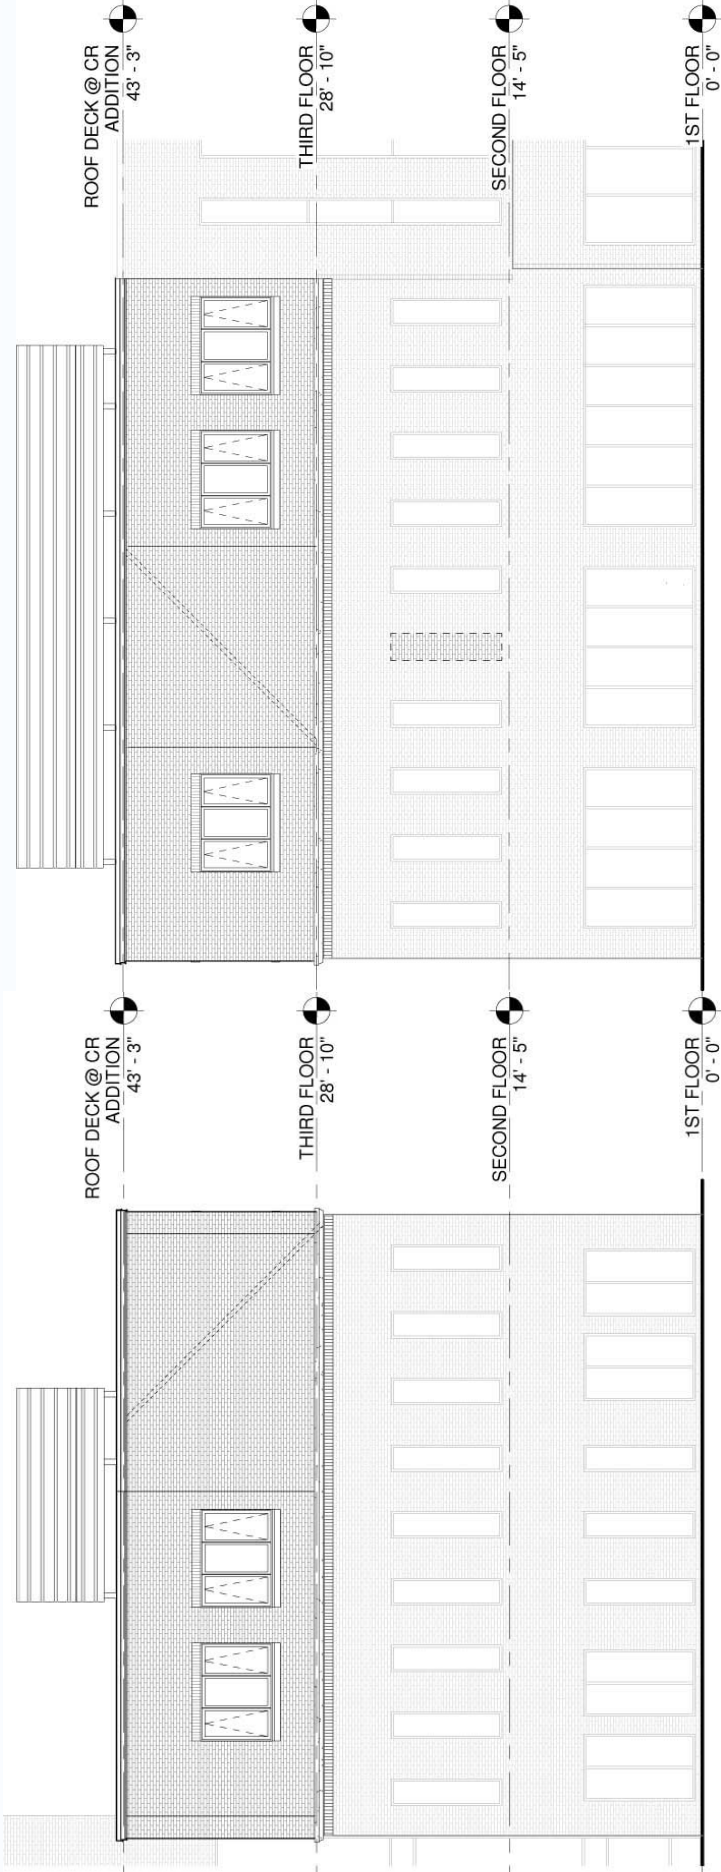 ROOF DECK @ CR
ADDITION
43' - 3"
THIRD FLOOR
28' - 10"
SECOND FLOOR
14' - 5"
1ST FLOOR
0' - 0"
ROOF DECK @ CR
ADDITION
43' - 3"
THIRD FLOOR
28' - 10"
SECOND FLOOR
14' - 5"
1ST FLOOR
0' - 0"